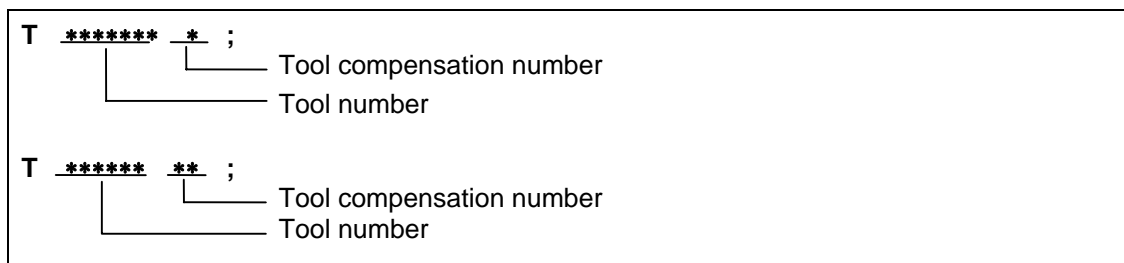 T ******* * ;
Tool compensation number
Tool number
T ****** ** ;
Tool compensation number
Tool number